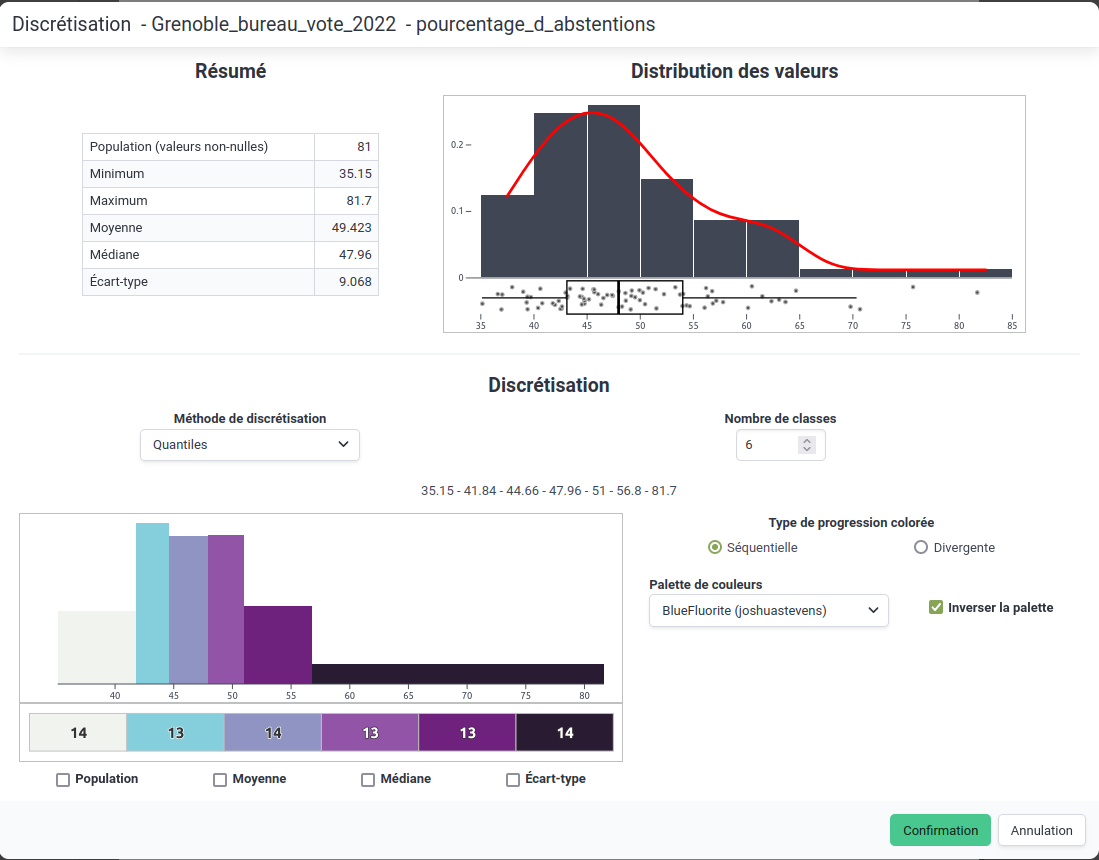 Discrétisation - Grenoble_bureau_vote_2022 - pourcentage_d_abstentions
Résumé
Population (valeurs non-nulles) 81
Minimum 35.15
Maximum 81.7
Moyenne 49.423
Médiane 47.96
Écart-type 9.068
Distribution des valeurs
0.2
0.1
0
35 40 45 50 55 60 65 70 75 80 85
Discrétisation
Méthode de discrétisation
Quantiles
Nombre de classes
6
35.15 - 41.84 - 44.66 - 47.96 - 51 - 56.8 - 81.7
40 45 50 55 60 65 70 75 80
14 13 14 13 13 14
Population Moyenne Médiane Écart-type
Type de progression colorée
Séquentielle Divergente
Palette de couleurs
BlueFluorite (joshuastevens)
Inverser la palette
Confirmation Annulation